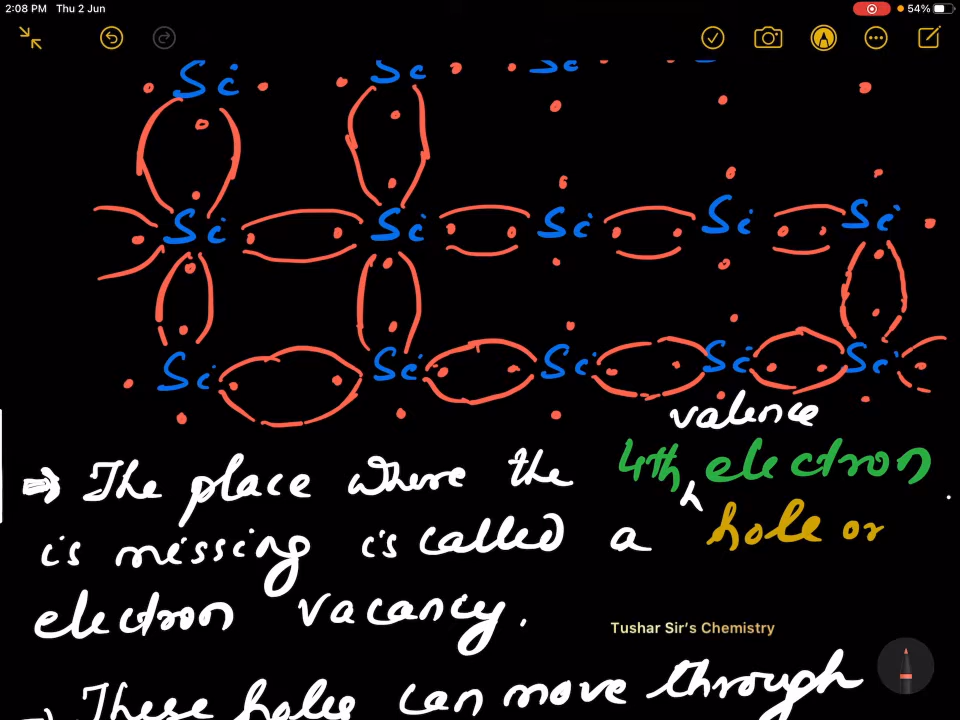 2:08 PM Thu 2 Jun 54%
Si Si Si
Si Si Si Si Si
Si Si Si Si Si
valence
⇒ The place where the 4th electron
is missing is called a hole or
electron vacancy.
Tushar Sir's Chemistry
→ These holes can move through